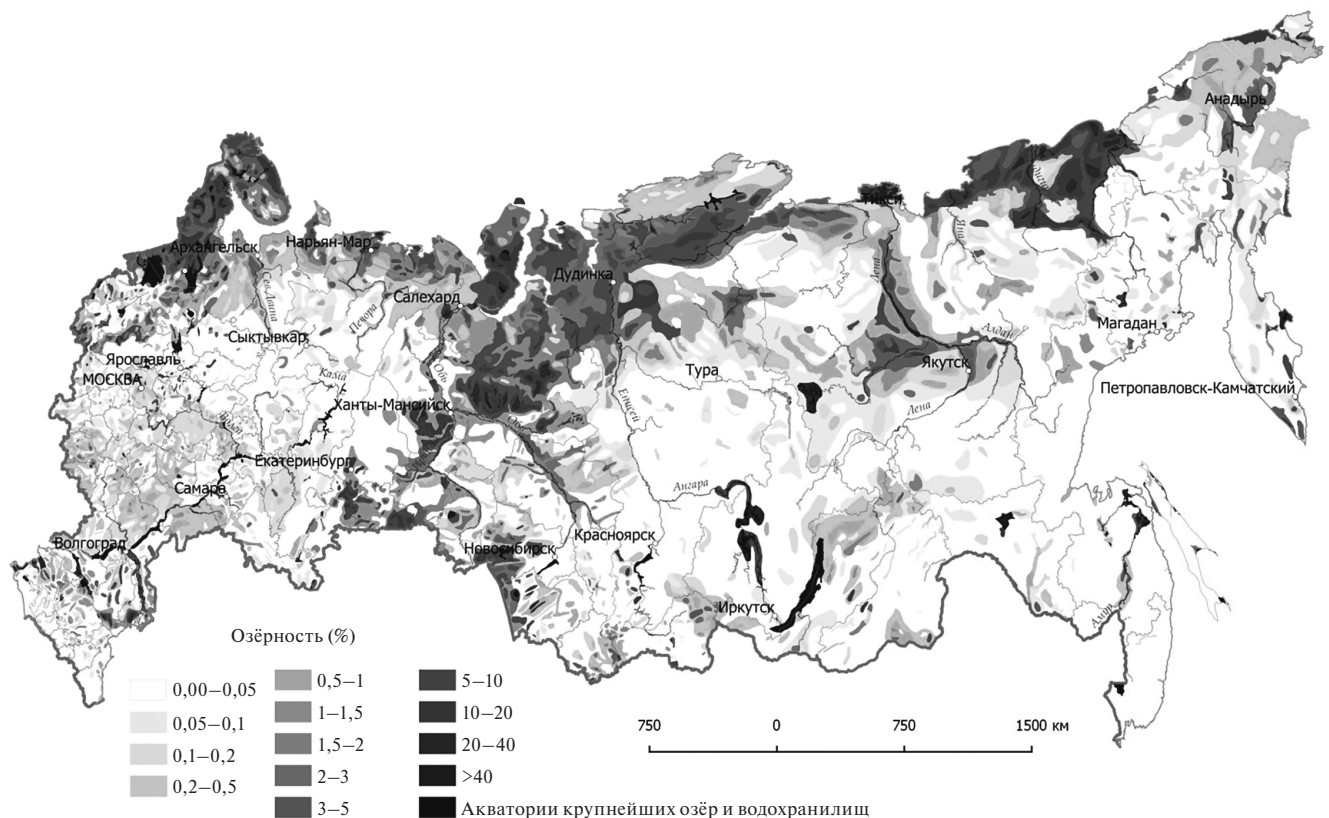 Анадырь
Тикси
Архангельск
Нарьян-Мар
Дудинка
Лена
Яна
Салехард
Сев. Двина
Печора
Сыктывкар
Алдан
Магадан
Ярославль
МОСКВА
Кама
Обь
Тура
Якутск
Петропавловск-Камчатский
Ханты-Мансийск
Енисей
Лена
Волга
Екатеринбург
Самара
Ангара
Волгоград
Новосибирск
Красноярск
Иркутск
Амур
Озёрность (%)
0,00–0,05
0,05–0,1
0,1–0,2
0,2–0,5
0,5–1
1–1,5
1,5–2
2–3
3–5
5–10
10–20
20–40
>40
Акватории крупнейших озёр и водохранилищ
750 0 750 1500 км